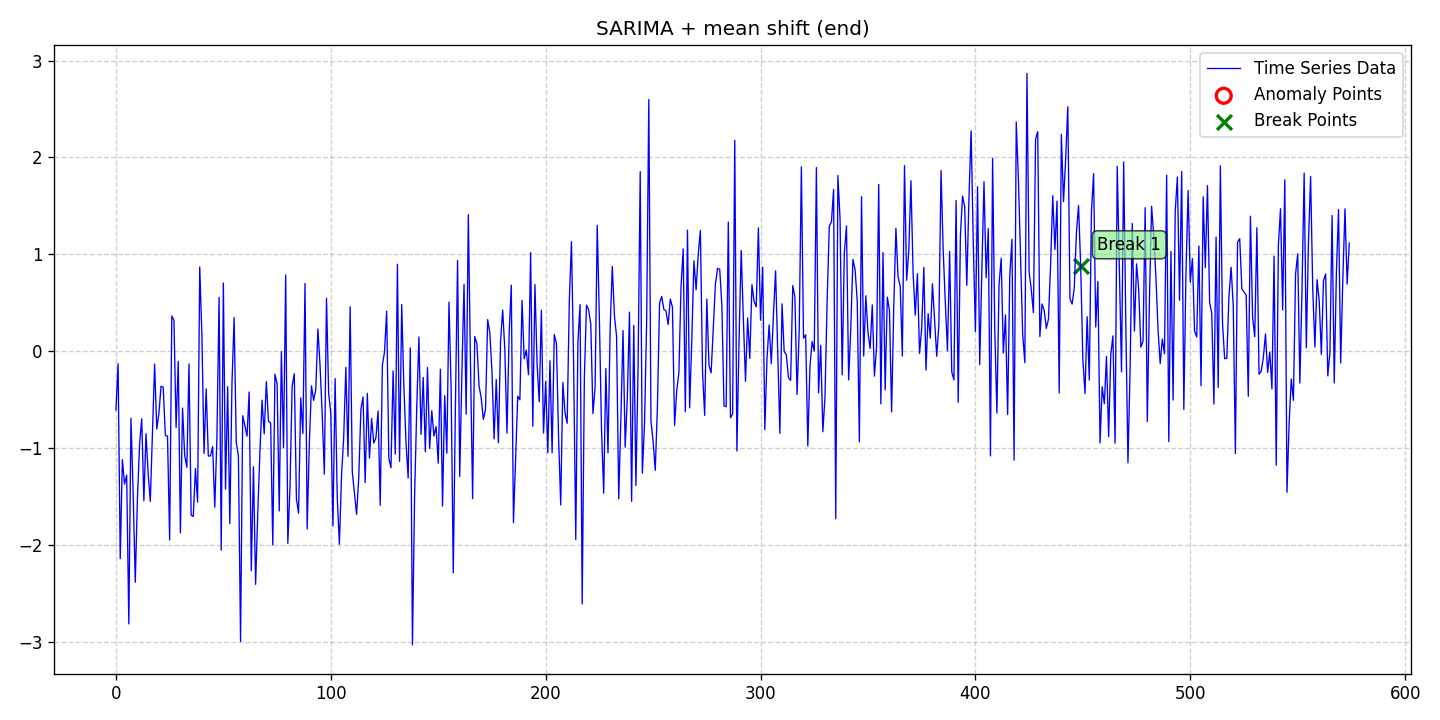 SARIMA + mean shift (end)
Time Series Data
Anomaly Points
Break Points
Break 1
3
2
1
0
−1
−2
−3
0
100
200
300
400
500
600